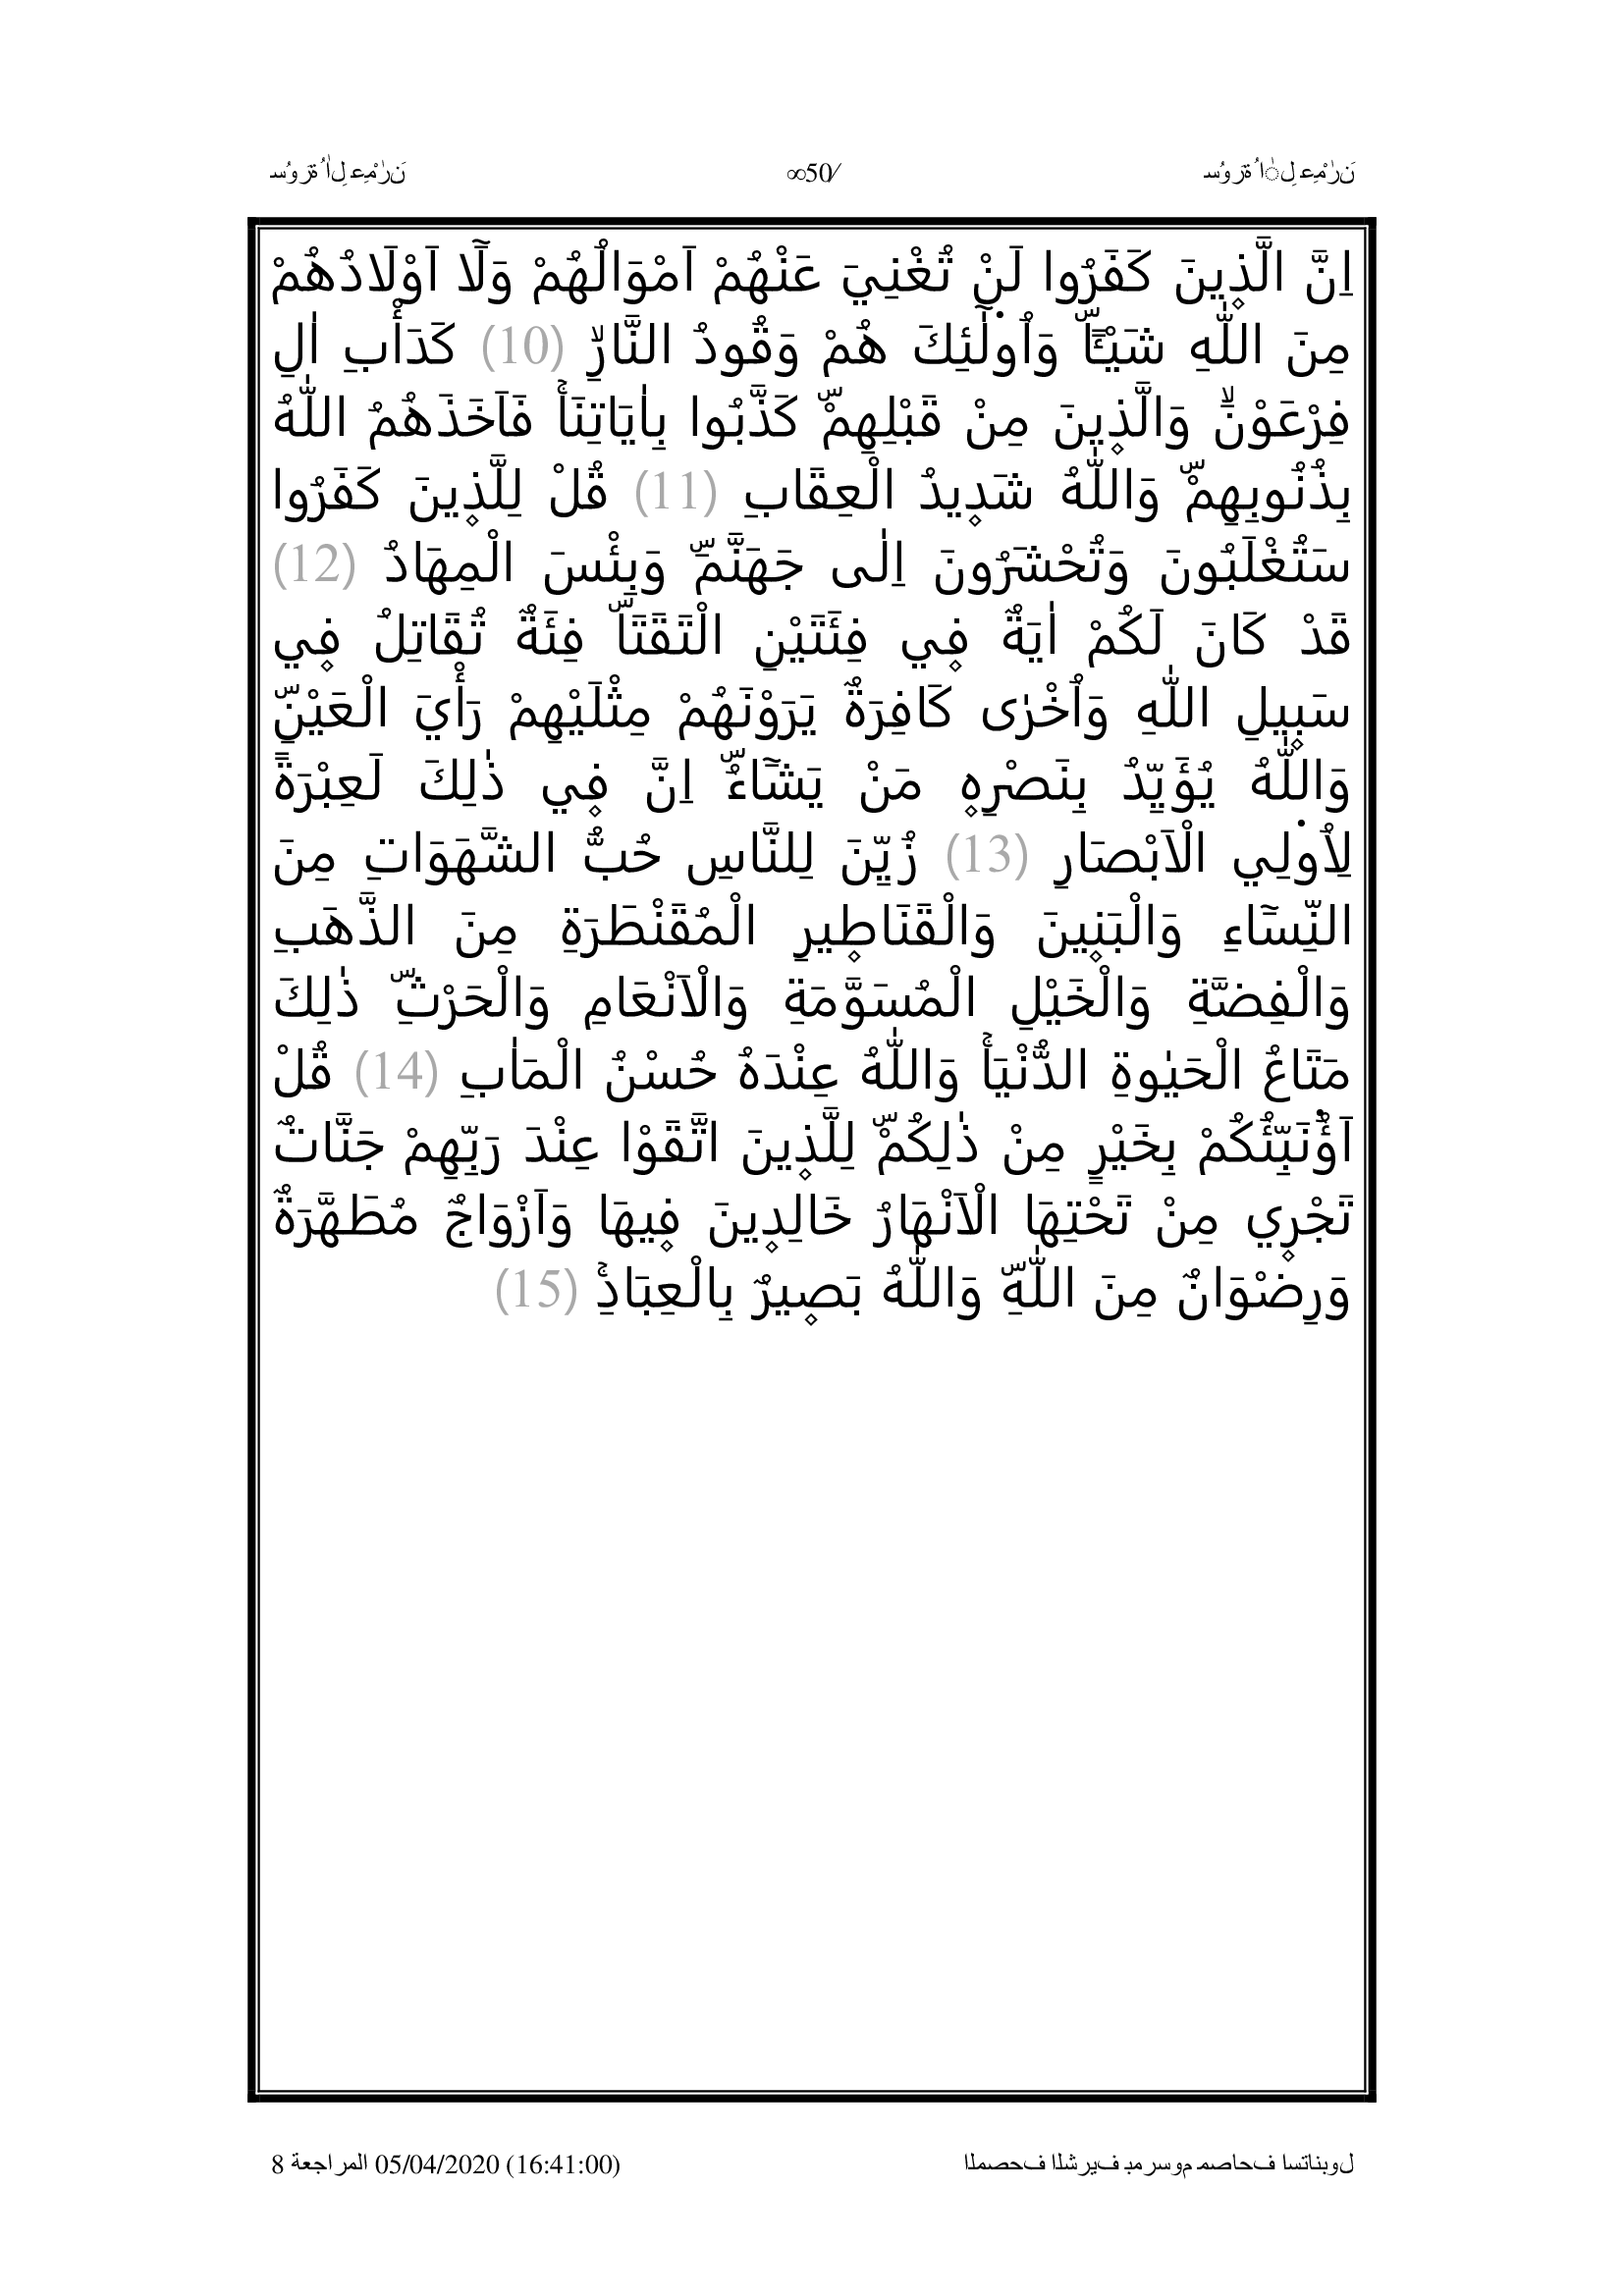 سُورَةُ اٰلِ عِمْرٰنَ ∞50⁄ سُورَةُ اٰلِ عِمْرٰنَ
اِنَّ الَّذ۪ينَ كَفَرُوا لَنْ تُغْنِيَ عَنْهُمْ اَمْوَالُهُمْ وَلَٓا اَوْلَادُهُمْ
مِنَ اللّٰهِ شَيْـًٔاۜ وَاُو۬لٰٓئِكَ هُمْ وَقُودُ النَّارِۙ (10) كَدَأْبِ اٰلِ
فِرْعَوْنَۙ وَالَّذ۪ينَ مِنْ قَبْلِهِمْۜ كَذَّبُوا بِاٰيَاتِنَاۚ فَاَخَذَهُمُ اللّٰهُ
بِذُنُوبِهِمْۜ وَاللّٰهُ شَد۪يدُ الْعِقَابِ (11) قُلْ لِلَّذ۪ينَ كَفَرُوا
سَتُغْلَبُونَ وَتُحْشَرُونَ اِلٰى جَهَنَّمَۜ وَبِئْسَ الْمِهَادُ (12)
قَدْ كَانَ لَكُمْ اٰيَةٌ ف۪ي فِئَتَيْنِ الْتَقَتَاۜ فِئَةٌ تُقَاتِلُ ف۪ي
سَب۪يلِ اللّٰهِ وَاُخْرٰى كَافِرَةٌ يَرَوْنَهُمْ مِثْلَيْهِمْ رَأْيَ الْعَيْنِۜ
وَاللّٰهُ يُؤَيِّدُ بِنَصْرِه۪ مَنْ يَشَٓاءُۜ اِنَّ ف۪ي ذٰلِكَ لَعِبْرَةً
لِاُو۬لِي الْاَبْصَارِ (13) زُيِّنَ لِلنَّاسِ حُبُّ الشَّهَوَاتِ مِنَ
النِّسَٓاءِ وَالْبَن۪ينَ وَالْقَنَاط۪يرِ الْمُقَنْطَرَةِ مِنَ الذَّهَبِ
وَالْفِضَّةِ وَالْخَيْلِ الْمُسَوَّمَةِ وَالْاَنْعَامِ وَالْحَرْثِۜ ذٰلِكَ
مَتَاعُ الْحَيٰوةِ الدُّنْيَاۚ وَاللّٰهُ عِنْدَهُ حُسْنُ الْمَاٰبِ (14) قُلْ
اَؤُ۬نَبِّئُكُمْ بِخَيْرٍ مِنْ ذٰلِكُمْۜ لِلَّذ۪ينَ اتَّقَوْا عِنْدَ رَبِّهِمْ جَنَّاتٌ
تَجْر۪ي مِنْ تَحْتِهَا الْاَنْهَارُ خَالِد۪ينَ ف۪يهَا وَاَزْوَاجٌ مُطَهَّرَةٌ
وَرِضْوَانٌ مِنَ اللّٰهِۜ وَاللّٰهُ بَص۪يرٌ بِالْعِبَادِۚ (15)
المصحف الشريف بمرسوم مصاحف استانبول المراجعة 8 05/04/2020 (16:41:00)